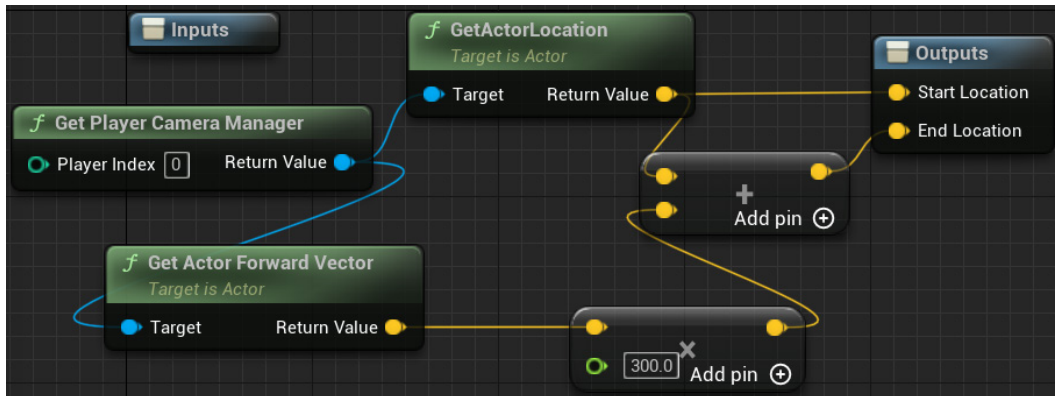 Inputs
f GetActorLocation
Target is Actor
Target Return Value
Outputs
Start Location
End Location
f Get Player Camera Manager
Player Index 0 Return Value
+
Add pin
f Get Actor Forward Vector
Target is Actor
Target Return Value
×
300.0 Add pin